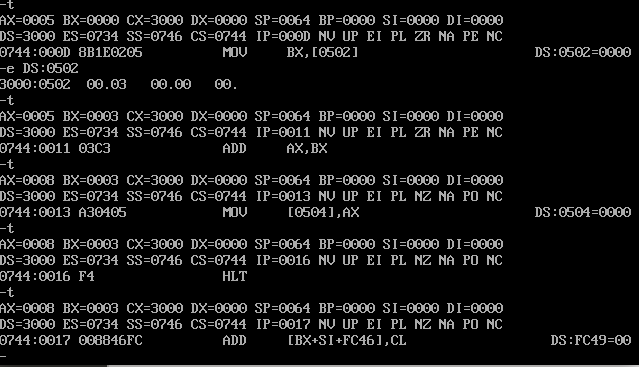 -t
AX=0005 BX=0000 CX=3000 DX=0000 SP=0064 BP=0000 SI=0000 DI=0000
DS=3000 ES=0734 SS=0746 CS=0744 IP=000D NV UP EI PL ZR NA PE NC
0744:000D 8B1E0205 MOV BX,[0502] DS:0502=0000
-e DS:0502
3000:0502 00.03 00.00 00.
-t
AX=0005 BX=0003 CX=3000 DX=0000 SP=0064 BP=0000 SI=0000 DI=0000
DS=3000 ES=0734 SS=0746 CS=0744 IP=0011 NV UP EI PL ZR NA PE NC
0744:0011 03C3 ADD AX,BX
-t
AX=0008 BX=0003 CX=3000 DX=0000 SP=0064 BP=0000 SI=0000 DI=0000
DS=3000 ES=0734 SS=0746 CS=0744 IP=0013 NV UP EI PL NZ NA PO NC
0744:0013 A30405 MOV [0504],AX DS:0504=0000
-t
AX=0008 BX=0003 CX=3000 DX=0000 SP=0064 BP=0000 SI=0000 DI=0000
DS=3000 ES=0734 SS=0746 CS=0744 IP=0016 NV UP EI PL NZ NA PO NC
0744:0016 F4 HLT
-t
AX=0008 BX=0003 CX=3000 DX=0000 SP=0064 BP=0000 SI=0000 DI=0000
DS=3000 ES=0734 SS=0746 CS=0744 IP=0017 NV UP EI PL NZ NA PO NC
0744:0017 008846FC ADD [BX+SI+FC46],CL DS:FC49=00
-